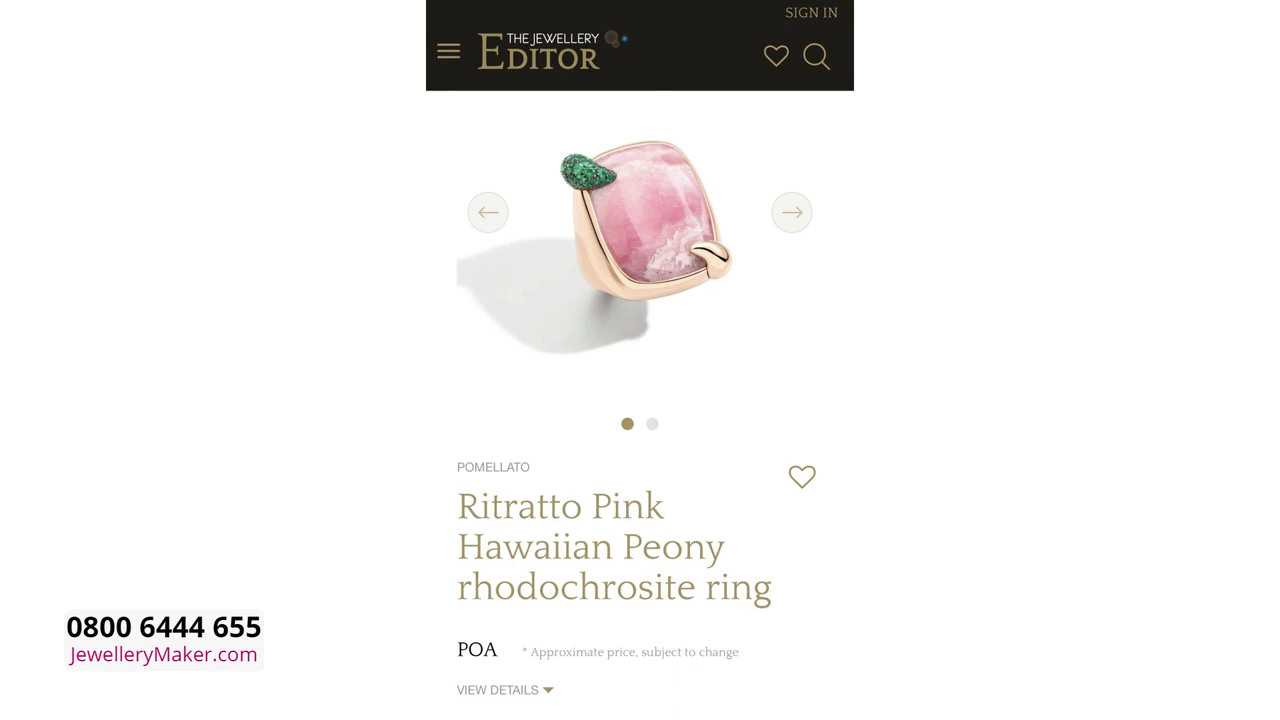 SIGN IN
THE JEWELLERY
EDITOR
POMELLATO
Ritratto Pink
Hawaiian Peony
rhodochrosite ring
POA * Approximate price, subject to change
VIEW DETAILS
0800 6444 655
JewelleryMaker.com